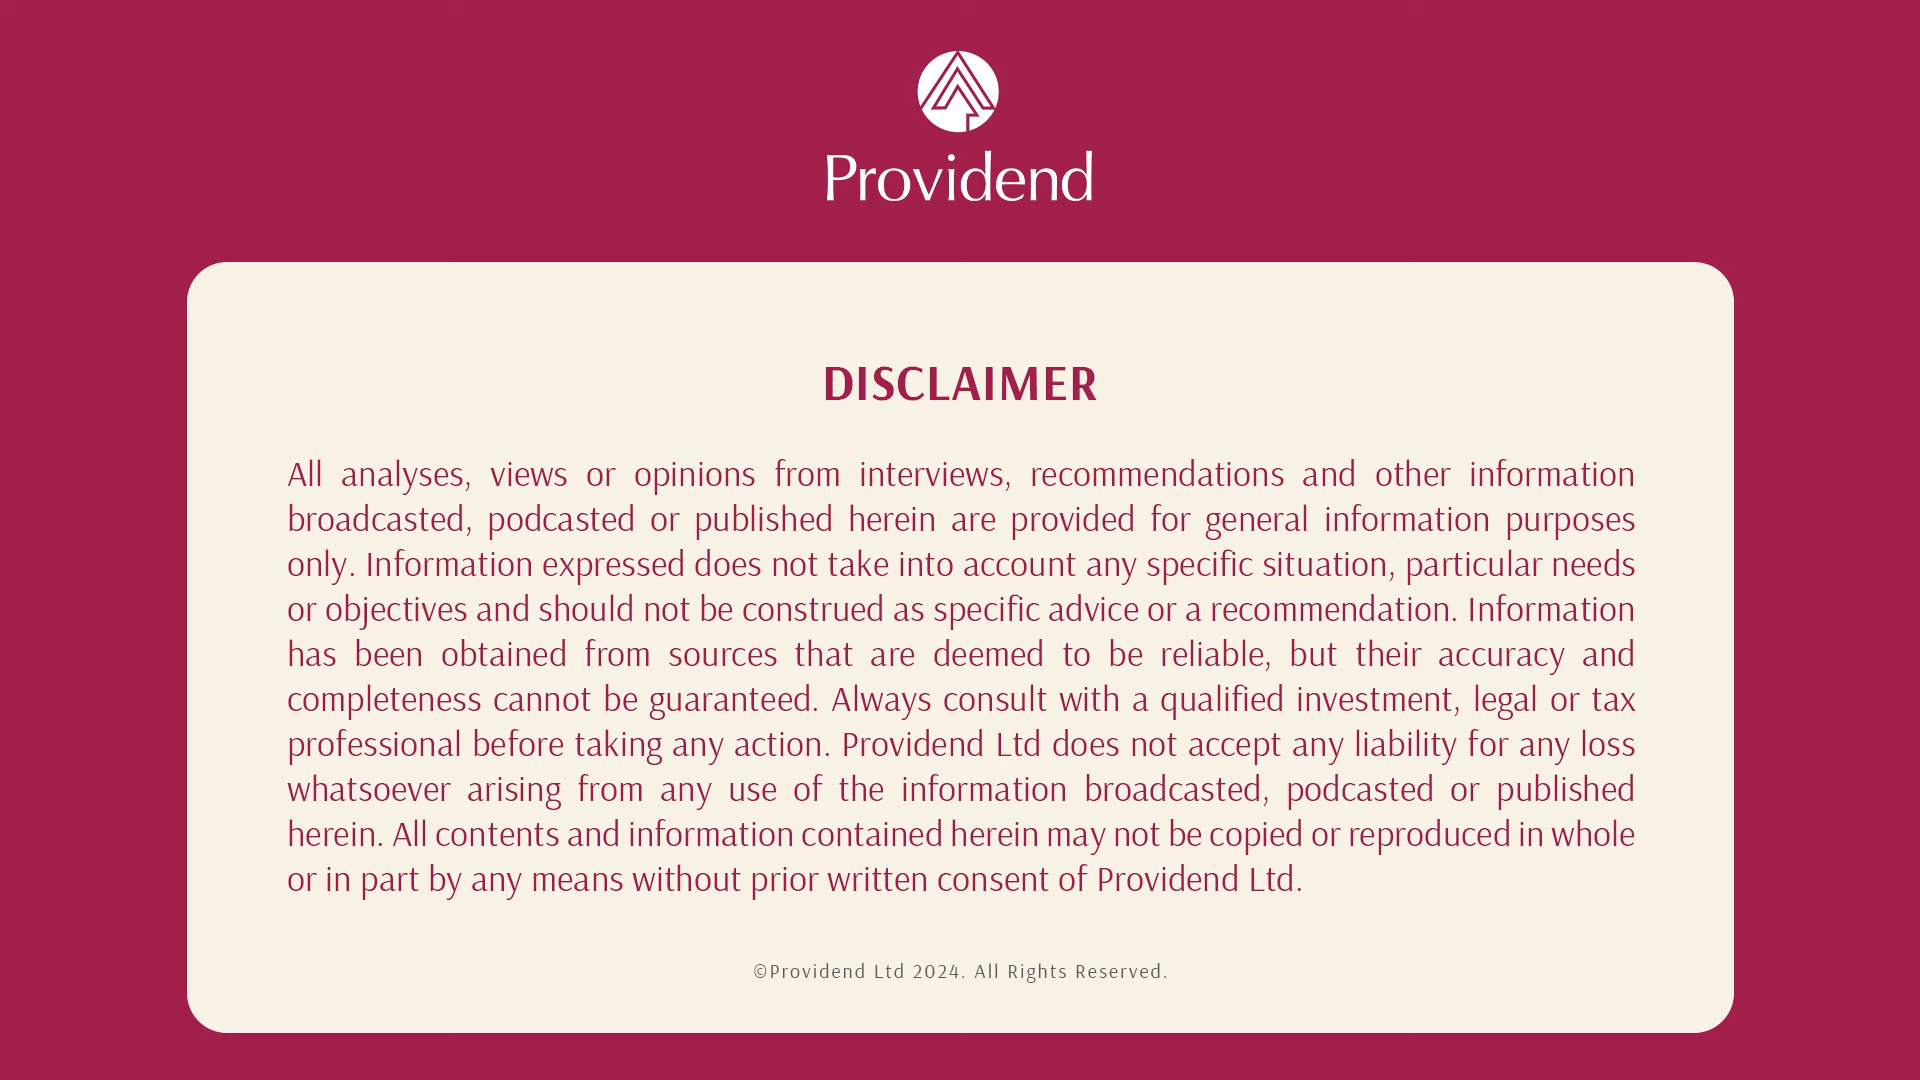 Providend
DISCLAIMER
All analyses, views or opinions from interviews, recommendations and other information
broadcasted, podcasted or published herein are provided for general information purposes
only. Information expressed does not take into account any specific situation, particular needs
or objectives and should not be construed as specific advice or a recommendation. Information
has been obtained from sources that are deemed to be reliable, but their accuracy and
completeness cannot be guaranteed. Always consult with a qualified investment, legal or tax
professional before taking any action. Providend Ltd does not accept any liability for any loss
whatsoever arising from any use of the information broadcasted, podcasted or published
herein. All contents and information contained herein may not be copied or reproduced in whole
or in part by any means without prior written consent of Providend Ltd.
©Providend Ltd 2024. All Rights Reserved.